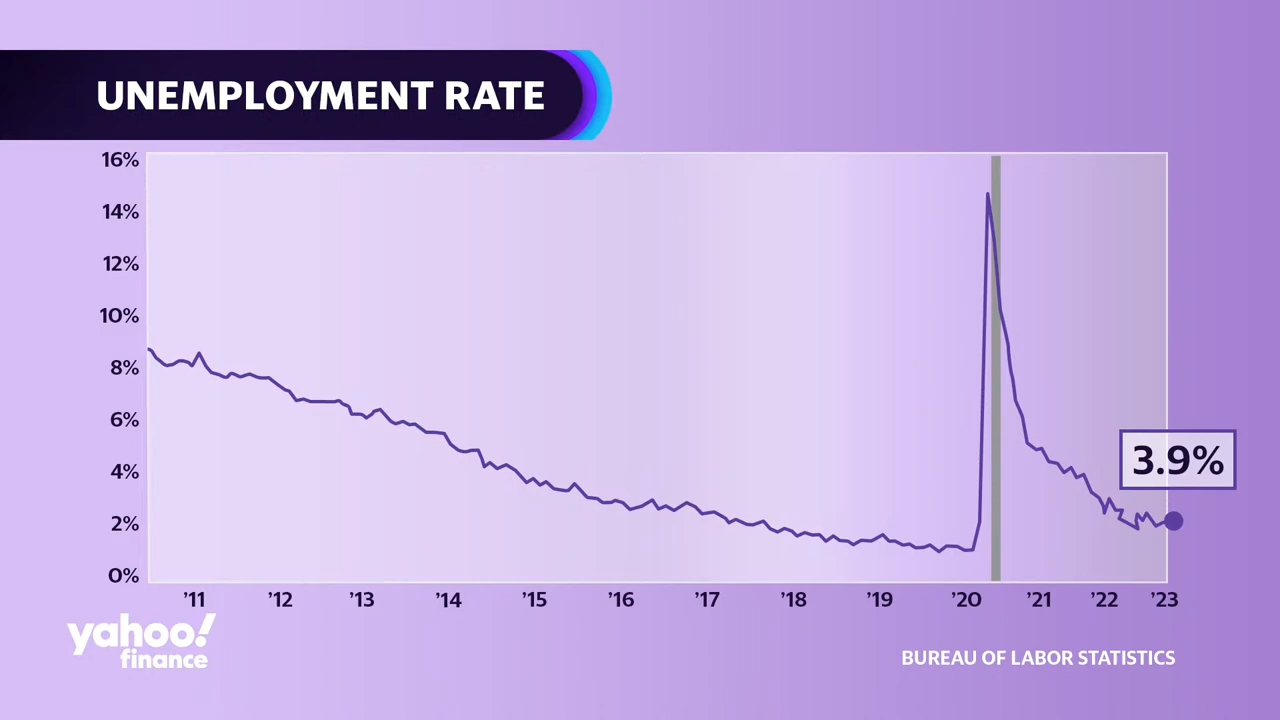 UNEMPLOYMENT RATE
16%
14%
12%
10%
8%
6%
4%
2%
0%
3.9%
’11 ’12 ’13 ’14 ’15 ’16 ’17 ’18 ’19 ’20 ’21 ’22 ’23
yahoo!
finance
BUREAU OF LABOR STATISTICS